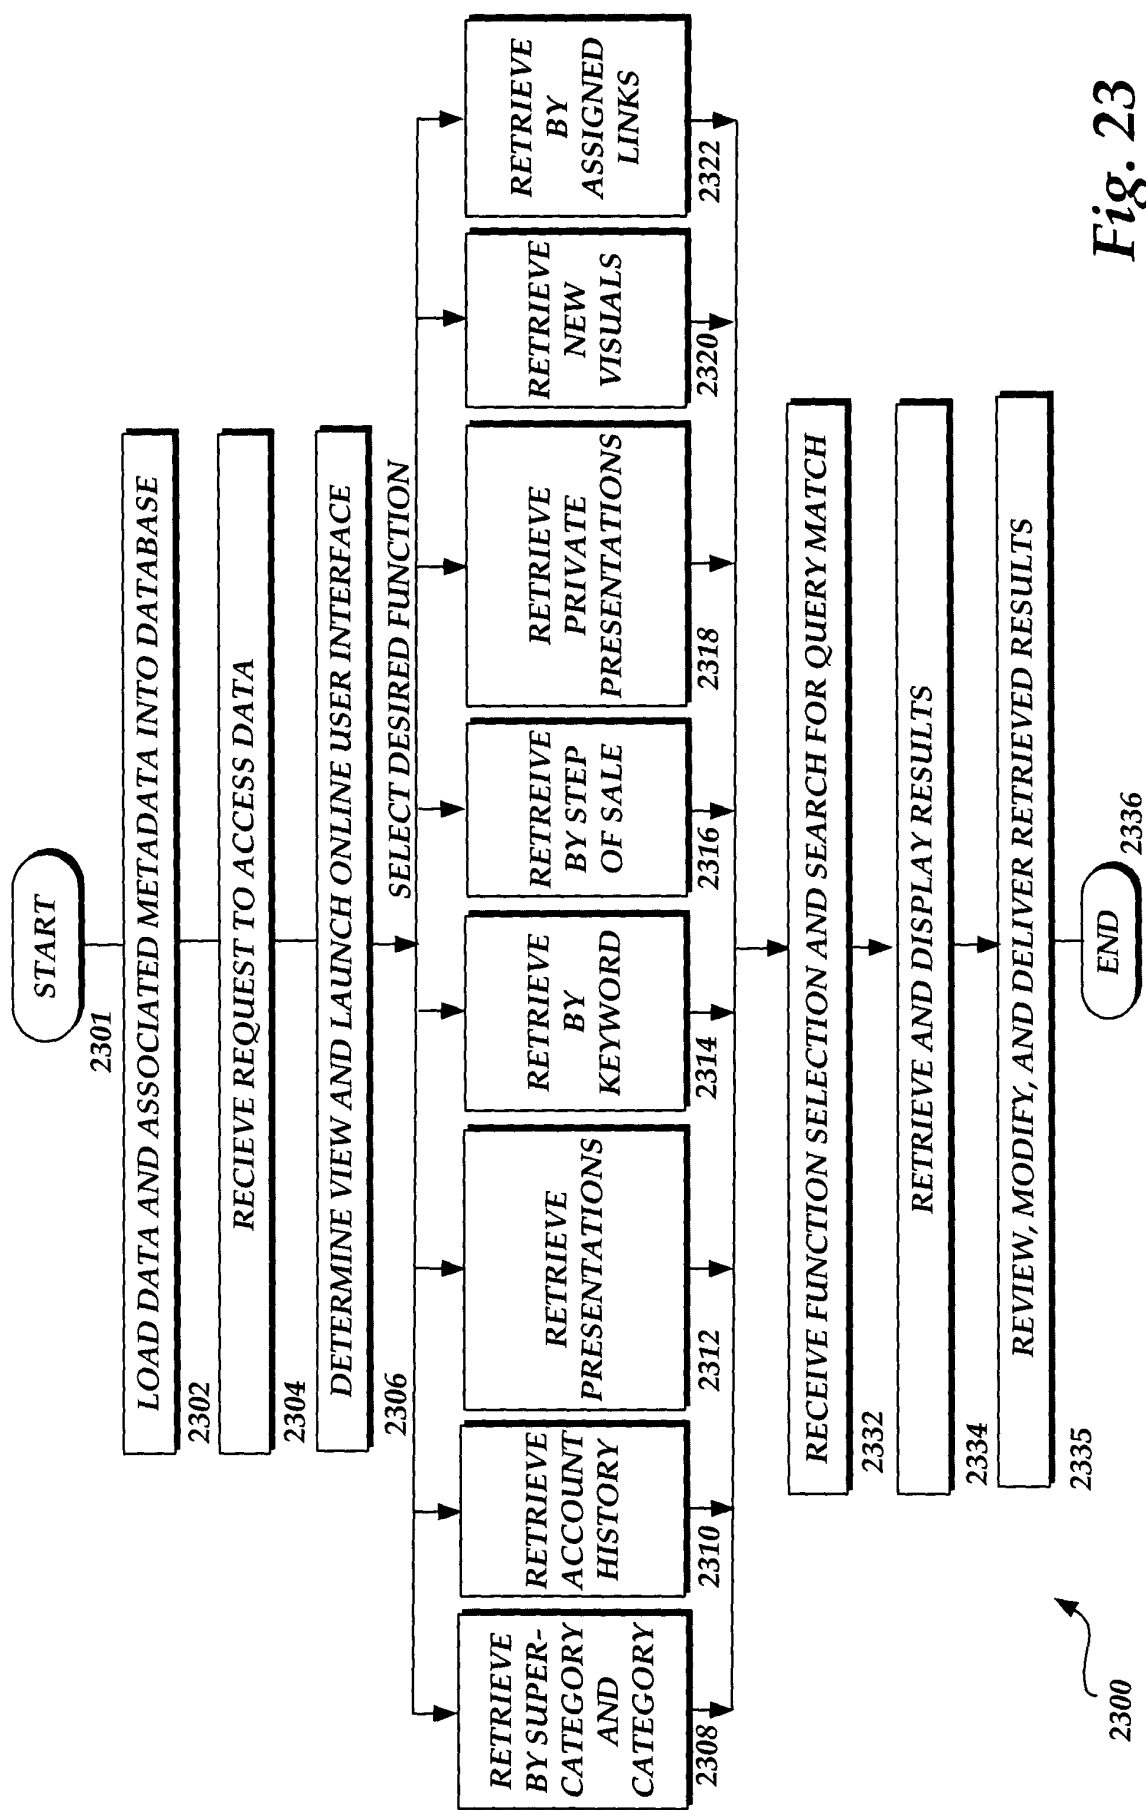 START
2301
LOAD DATA AND ASSOCIATED METADATA INTO DATABASE
2302
RECIEVE REQUEST TO ACCESS DATA
2304
DETERMINE VIEW AND LAUNCH ONLINE USER INTERFACE
2306
SELECT DESIRED FUNCTION
RETRIEVE
BY SUPER-
CATEGORY
AND
CATEGORY
2308
RETRIEVE
ACCOUNT
HISTORY
2310
RETRIEVE
PRESENTATIONS
2312
RETRIEVE
BY
KEYWORD
2314
RETREIVE
BY STEP
OF SALE
2316
RETRIEVE
PRIVATE
PRESENTATIONS
2318
RETRIEVE
NEW
VISUALS
2320
RETRIEVE
BY
ASSIGNED
LINKS
2322
RECEIVE FUNCTION SELECTION AND SEARCH FOR QUERY MATCH
2332
RETRIEVE AND DISPLAY RESULTS
2334
REVIEW, MODIFY, AND DELIVER RETRIEVED RESULTS
2335
END
2336
2300
Fig. 23